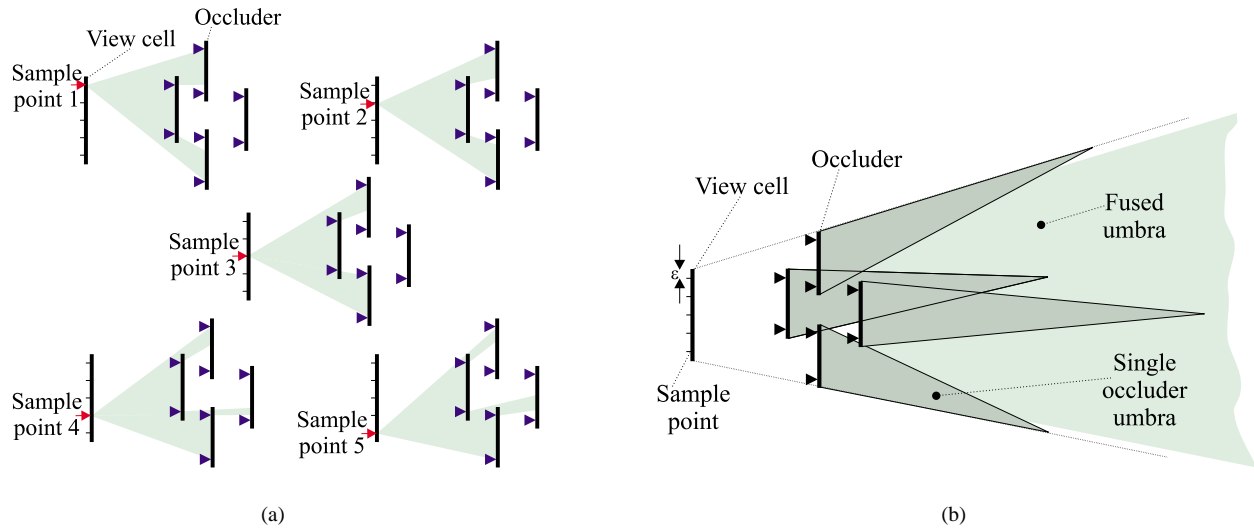 View cell
Occluder
Sample
point 1
Sample
point 2
Sample
point 3
Sample
point 4
Sample
point 5
(a)
View cell
Occluder
ε
Fused
umbra
Single
occluder
umbra
Sample
point
(b)